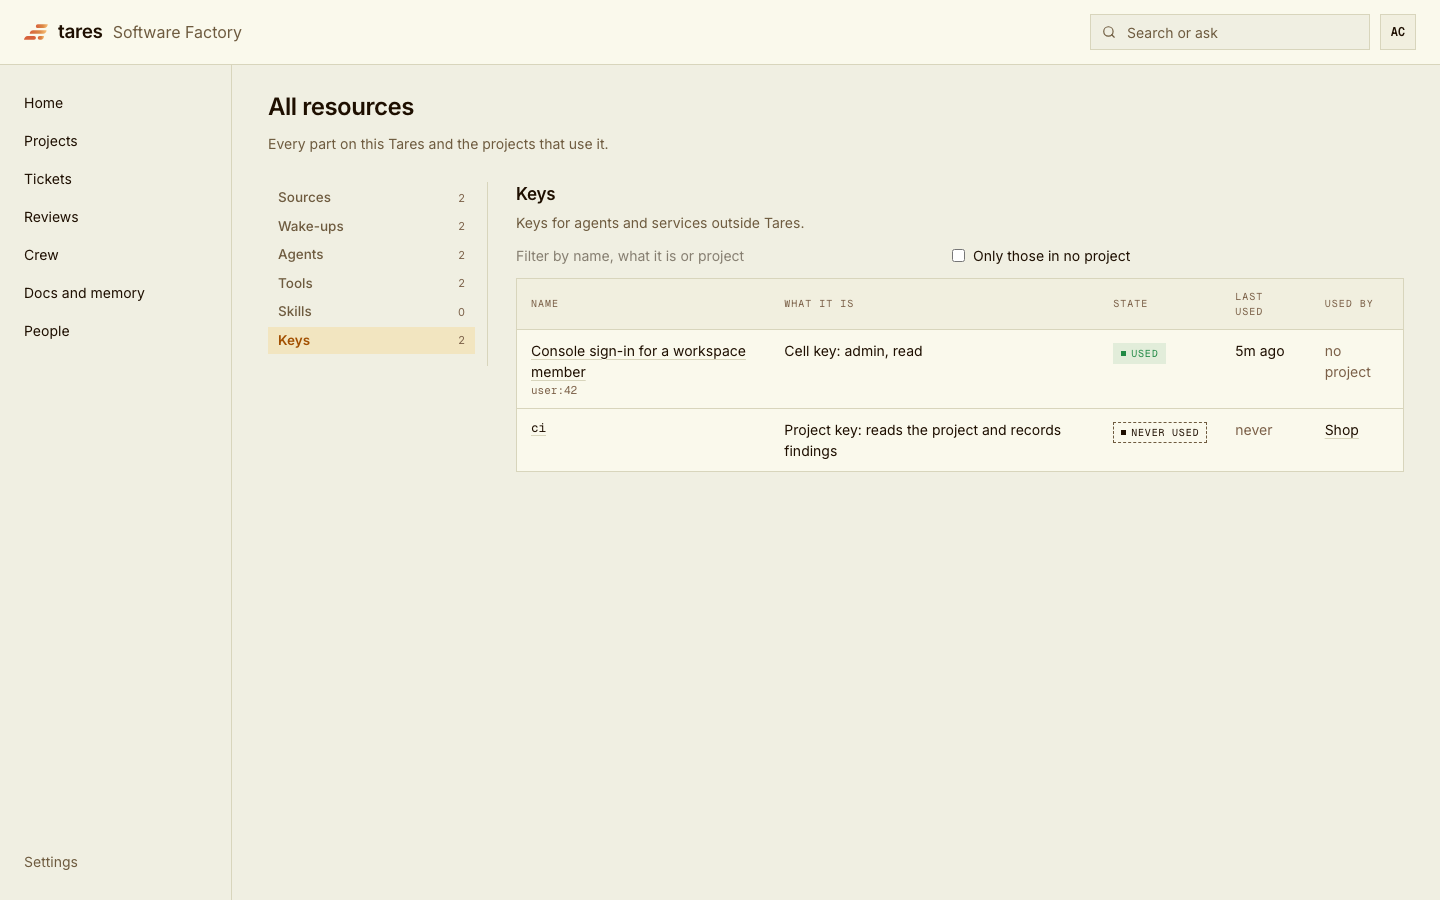 tares Software Factory
Search or ask
AC
Home
Projects
Tickets
Reviews
Crew
Docs and memory
People
Settings
All resources
Every part on this Tares and the projects that use it.
Sources 2
Wake-ups 2
Agents 2
Tools 2
Skills 0
Keys 2
Keys
Keys for agents and services outside Tares.
Filter by name, what it is or project
Only those in no project
NAME WHAT IT IS STATE LAST USED USED BY
Console sign-in for a workspace member
user:42
Cell key: admin, read
USED
5m ago
no project
ci
Project key: reads the project and records findings
NEVER USED
never
Shop